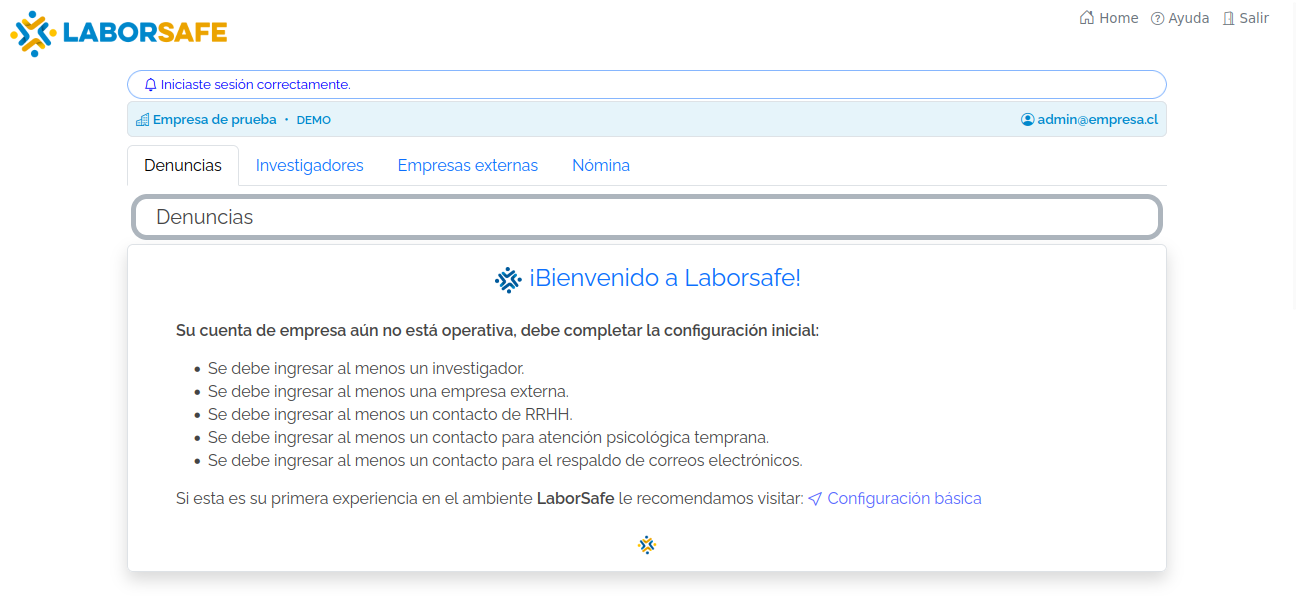 LABORSAFE
Home Ayuda Salir
Iniciaste sesión correctamente.
Empresa de prueba · DEMO admin@empresa.cl
Denuncias Investigadores Empresas externas Nómina
Denuncias
¡Bienvenido a Laborsafe!
Su cuenta de empresa aún no está operativa, debe completar la configuración inicial:
• Se debe ingresar al menos un investigador.
• Se debe ingresar al menos una empresa externa.
• Se debe ingresar al menos un contacto de RRHH.
• Se debe ingresar al menos un contacto para atención psicológica temprana.
• Se debe ingresar al menos un contacto para el respaldo de correos electrónicos.
Si esta es su primera experiencia en el ambiente LaborSafe le recomendamos visitar: Configuración básica